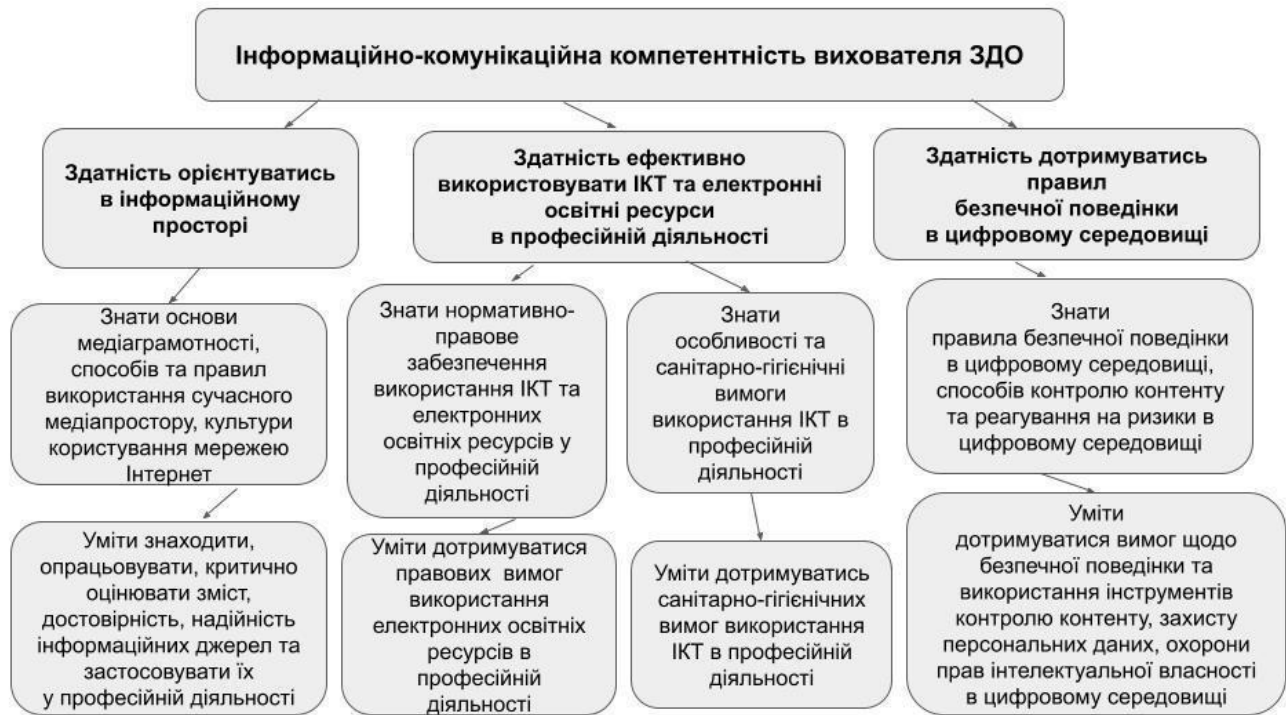 Інформаційно-комунікаційна компетентність вихователя ЗДО
Здатність орієнтуватись
в інформаційному
просторі
Здатність ефективно
використовувати ІКТ та електронні
освітні ресурси
в професійній діяльності
Здатність дотримуватись
правил
безпечної поведінки
в цифровому середовищі
Знати основи
медіаграмотності,
способів та правил
використання сучасного
медіапростору, культури
користування мережею
Інтернет
Знати нормативно-
правове
забезпечення
використання ІКТ та
електронних
освітніх ресурсів у
професійній
діяльності
Знати
особливості та
санітарно-гігієнічні
вимоги
використання ІКТ в
професійній
діяльності
Знати
правила безпечної поведінки
в цифровому середовищі,
способів контролю контенту
та реагування на ризики в
цифровому середовищі
Уміти знаходити,
опрацьовувати, критично
оцінювати зміст,
достовірність, надійність
інформаційних джерел та
застосовувати їх
у професійній діяльності
Уміти дотримуватися
правових вимог
використання
електронних освітніх
ресурсів в
професійній
діяльності
Уміти дотримуватись
санітарно-гігієнічних
вимог використання
ІКТ в професійній
діяльності
Уміти
дотримуватися вимог щодо
безпечної поведінки та
використання інструментів
контролю контенту, захисту
персональних даних, охорони
прав інтелектуальної власності
в цифровому середовищі